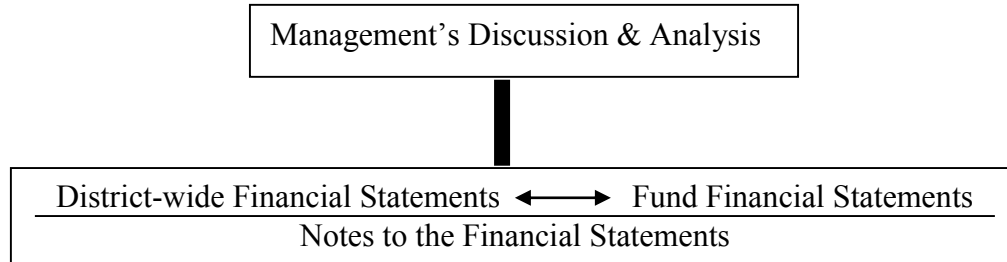 Management’s Discussion & Analysis
District-wide Financial Statements Fund Financial Statements
Notes to the Financial Statements